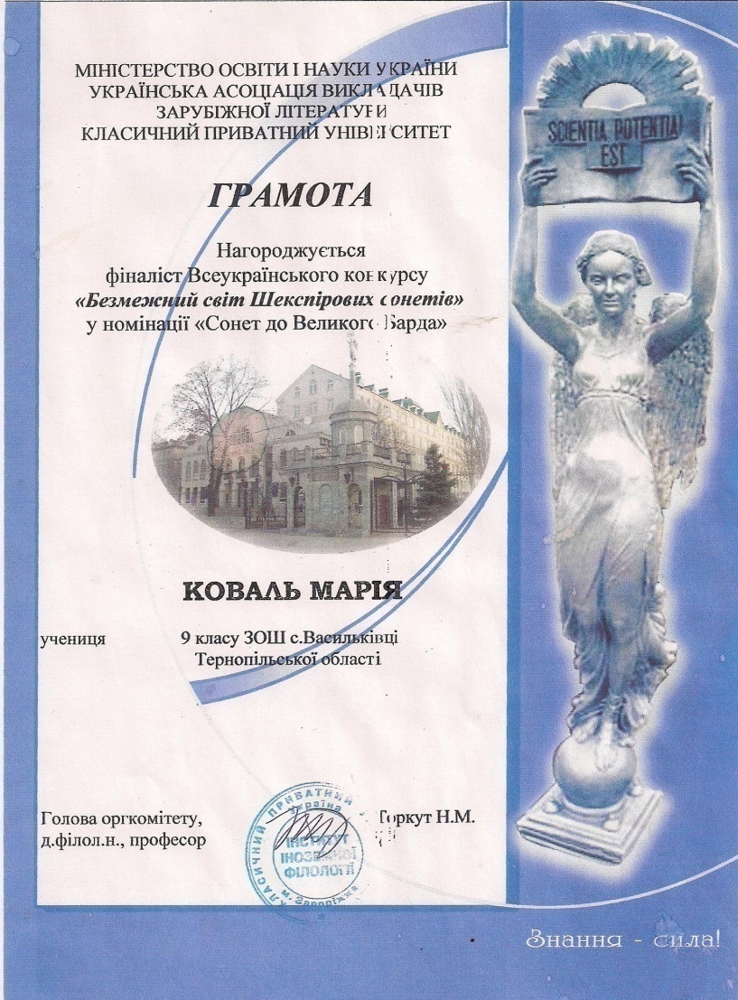 МІНІСТЕРСТВО ОСВІТИ І НАУКИ УКРАЇНИ
УКРАЇНСЬКА АСОЦІАЦІЯ ВИКЛАДАЧІВ
ЗАРУБІЖНОЇ ЛІТЕРАТУРИ
КЛАСИЧНИЙ ПРИВАТНИЙ УНІВЕРСИТЕТ
SCIENTIA POTENTIA
EST
ГРАМОТА
Нагороджується
фіналіст Всеукраїнського конкурсу
«Безмежний світ Шекспірових сонетів»
у номінації «Сонет до Великого Барда»
КОВАЛЬ МАРІЯ
учениця 9 класу ЗОШ с.Васильківці
Тернопільської області
Голова оргкомітету, Торкут Н.М.
д.філол.н., професор
КЛАСИЧНИЙ ПРИВАТНИЙ
Україна
ІНСТИТУТ
ІНОЗЕМНОЇ
ФІЛОЛОГІЇ
м. Запоріжжя
Знання - сила!